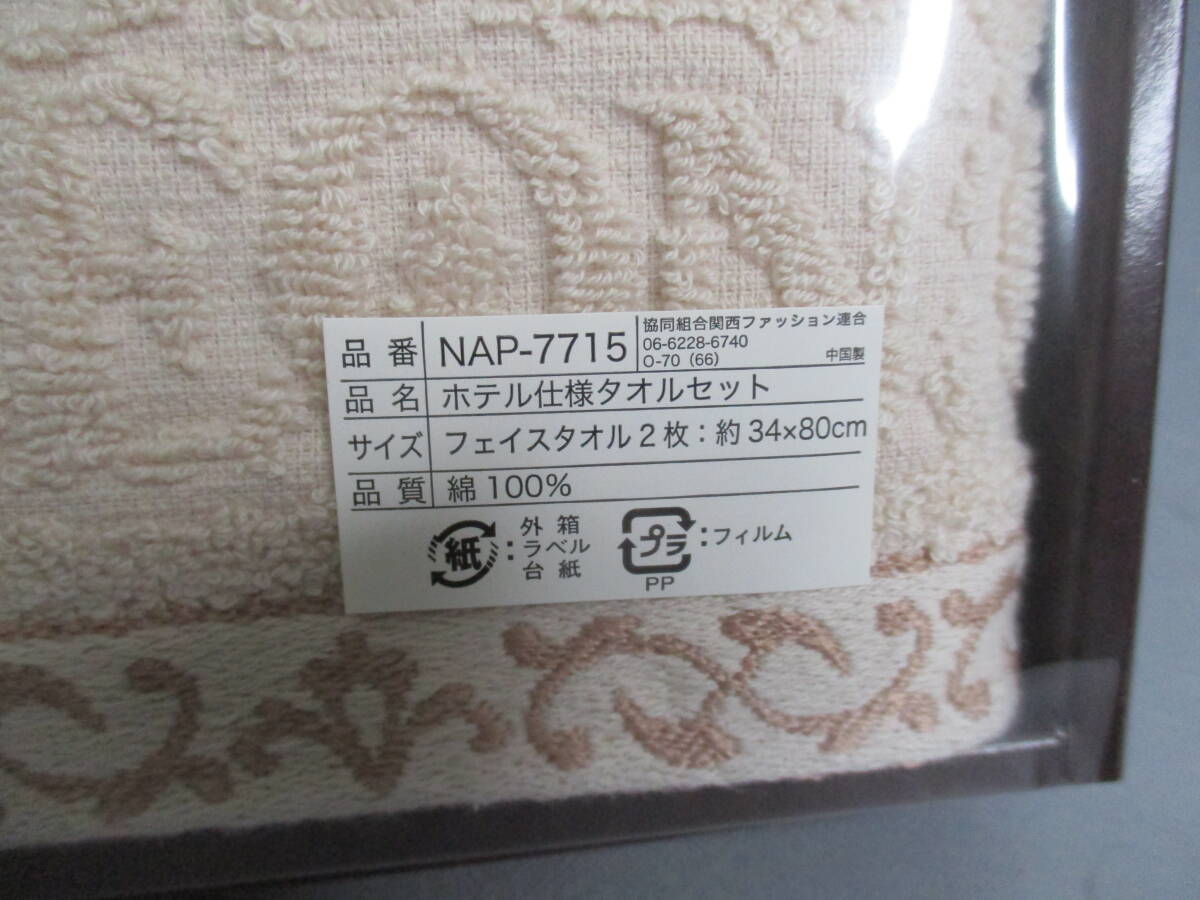 品番 NAP-7715
協同組合関西ファッション連合
06-6228-6740
O-70 (66) 中国製
品名 ホテル仕様タオルセット
サイズ フェイスタオル2枚：約34×80cm
品質 綿100%
紙：外箱
ラベル
台紙
プラ：フィルム
PP